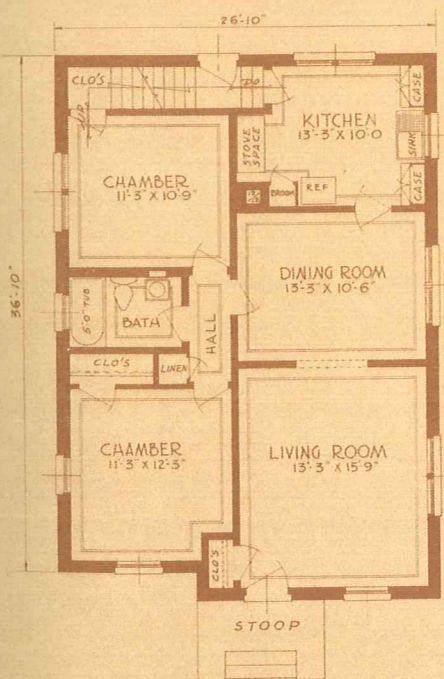 26'-10"
CLO'S
DO
UP
KITCHEN
13'-3" X 10'-0
CASE
STOVE SPACE
SINK
CASE
BROOM
REF
CHAMBER
11'-3" X 10'-9"
36'-10"
DINING ROOM
13'-3" X 10'-6"
5'-0" TUB
BATH
HALL
CLO'S
LINEN
CHAMBER
11'-3" X 12'-3"
LIVING ROOM
13'-3" X 15'-9"
CLO'S
STOOP